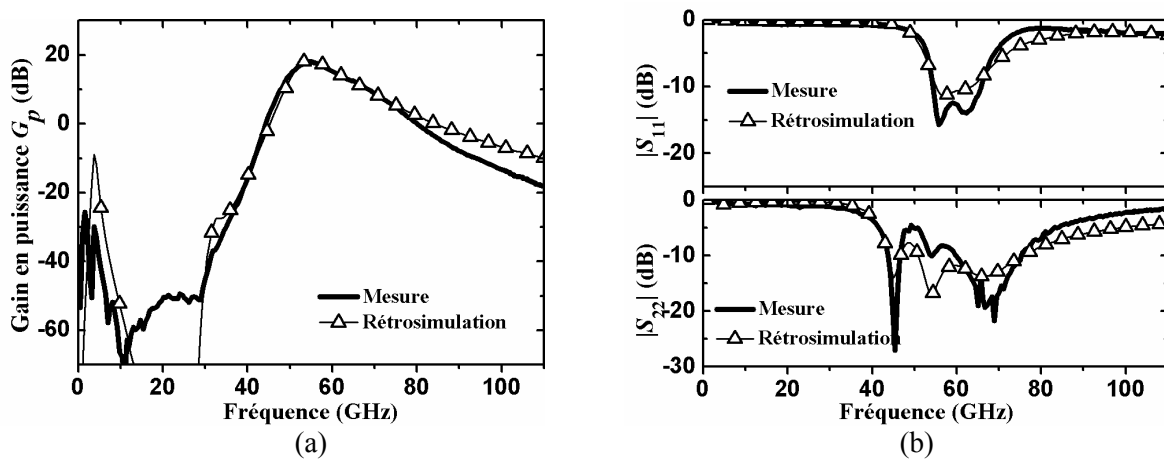 Gain en puissance Gp (dB)
20
0
-20
-40
-60
0 20 40 60 80 100
Fréquence (GHz)
Mesure
Rétrosimulation
(a)
|S11| (dB)
0
-10
-20
Mesure
Rétrosimulation
|S22| (dB)
0
-10
-20
-30
Mesure
Rétrosimulation
0 20 40 60 80 100
Fréquence (GHz)
(b)